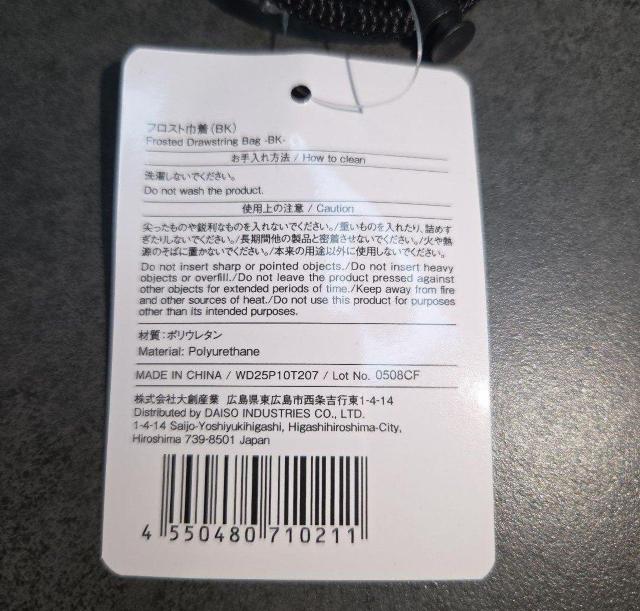 フロスト巾着(BK)
Frosted Drawstring Bag -BK-
お手入れ方法 / How to clean
洗濯しないでください。
Do not wash the product.
使用上の注意 / Caution
尖ったものや鋭利なものを入れないでください。/重いものを入れたり、詰めす
ぎたりしないでください。/長期間他の製品と密着させないでください。/火や熱
源のそばに置かないでください。/本来の用途以外に使用しないでください。
Do not insert sharp or pointed objects./Do not insert heavy
objects or overfill./Do not leave the product pressed against
other objects for extended periods of time./Keep away from fire
and other sources of heat./Do not use this product for purposes
other than its intended purposes.
材質:ポリウレタン
Material: Polyurethane
MADE IN CHINA / WD25P10T207 / Lot No. 0508CF
株式会社大創産業 広島県東広島市西条吉行東1-4-14
Distributed by DAISO INDUSTRIES CO., LTD.
1-4-14 Saijo-Yoshiyukihigashi, Higashihiroshima-City,
Hiroshima 739-8501 Japan
4 550480 710211